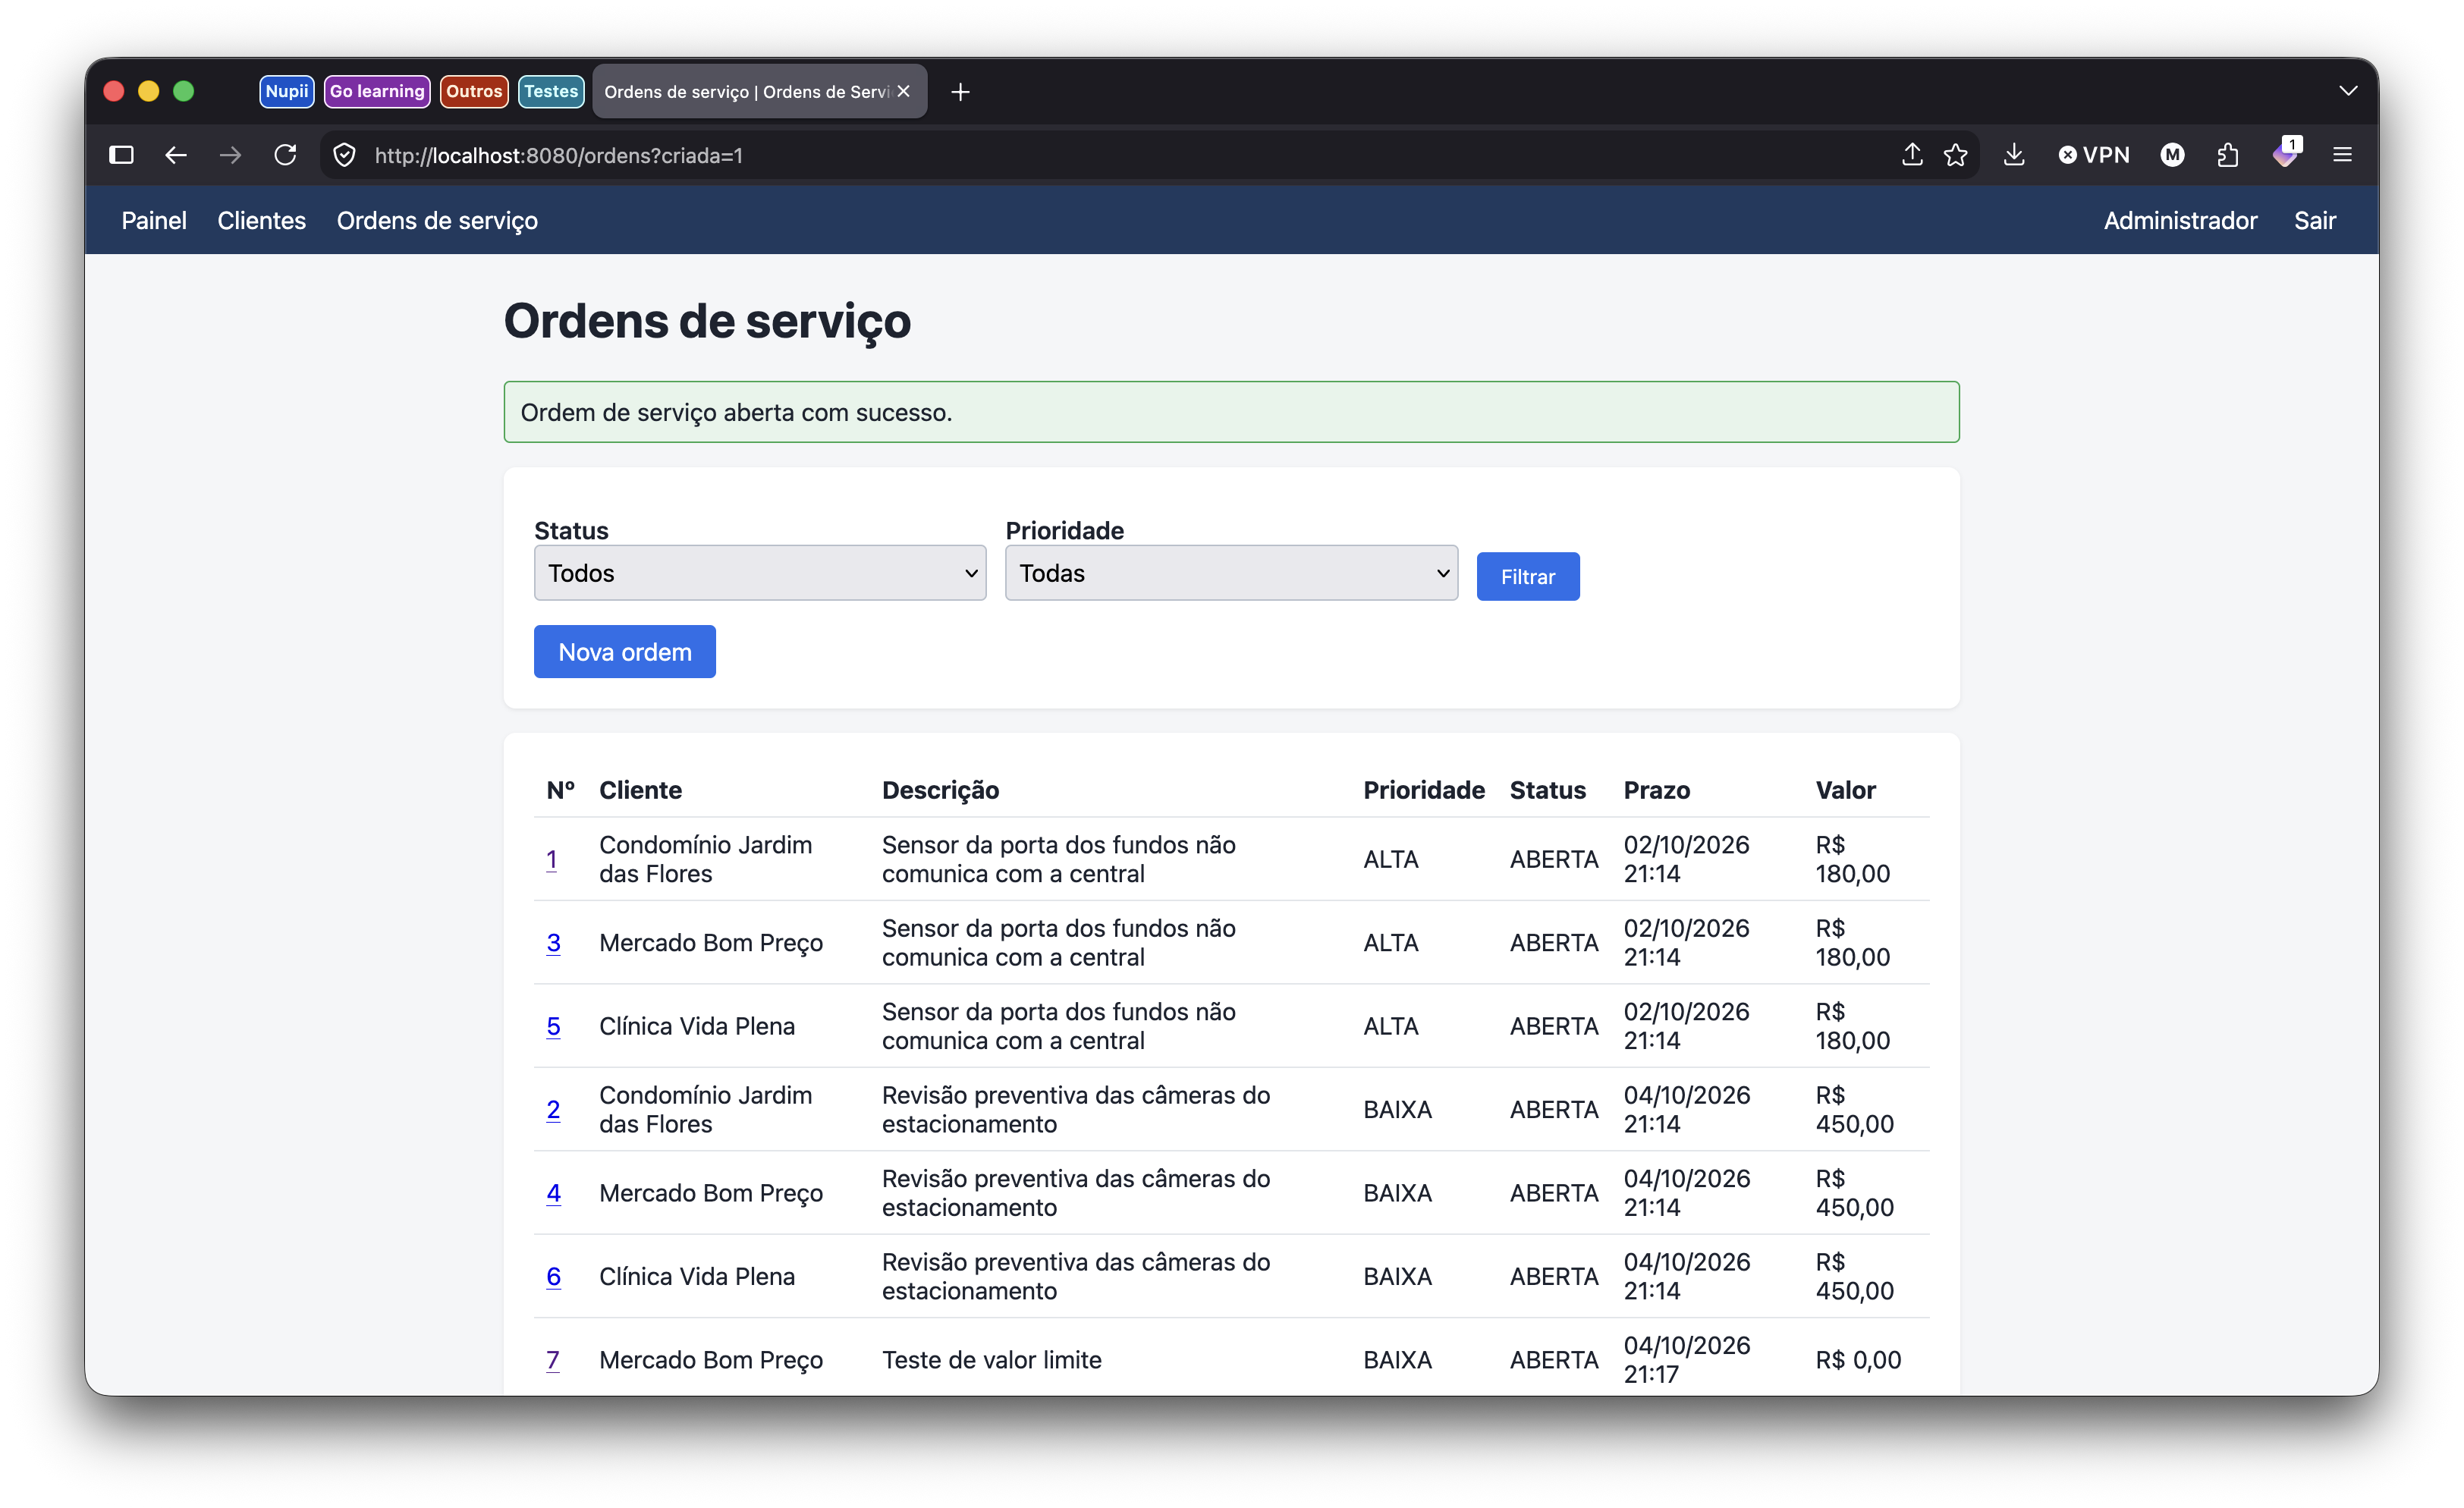 Nupii Go learning Outros Testes Ordens de serviço | Ordens de Servi
http://localhost:8080/ordens?criada=1 VPN M 1
Painel Clientes Ordens de serviço Administrador Sair
Ordens de serviço
Ordem de serviço aberta com sucesso.
Status Prioridade
Todos Todas Filtrar
Nova ordem
Nº Cliente Descrição Prioridade Status Prazo Valor
1 Condomínio Jardim das Flores Sensor da porta dos fundos não comunica com a central ALTA ABERTA 02/10/2026 21:14 R$ 180,00
3 Mercado Bom Preço Sensor da porta dos fundos não comunica com a central ALTA ABERTA 02/10/2026 21:14 R$ 180,00
5 Clínica Vida Plena Sensor da porta dos fundos não comunica com a central ALTA ABERTA 02/10/2026 21:14 R$ 180,00
2 Condomínio Jardim das Flores Revisão preventiva das câmeras do estacionamento BAIXA ABERTA 04/10/2026 21:14 R$ 450,00
4 Mercado Bom Preço Revisão preventiva das câmeras do estacionamento BAIXA ABERTA 04/10/2026 21:14 R$ 450,00
6 Clínica Vida Plena Revisão preventiva das câmeras do estacionamento BAIXA ABERTA 04/10/2026 21:14 R$ 450,00
7 Mercado Bom Preço Teste de valor limite BAIXA ABERTA 04/10/2026 21:17 R$ 0,00